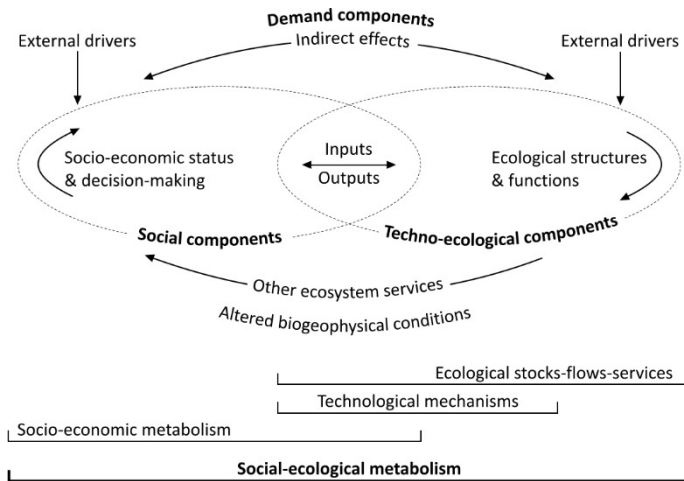 Demand components
External drivers
Indirect effects
External drivers
Socio-economic status
& decision-making
Inputs
Outputs
Ecological structures
& functions
Social components
Techno-ecological components
Other ecosystem services
Altered biogeophysical conditions
Ecological stocks-flows-services
Technological mechanisms
Socio-economic metabolism
Social-ecological metabolism